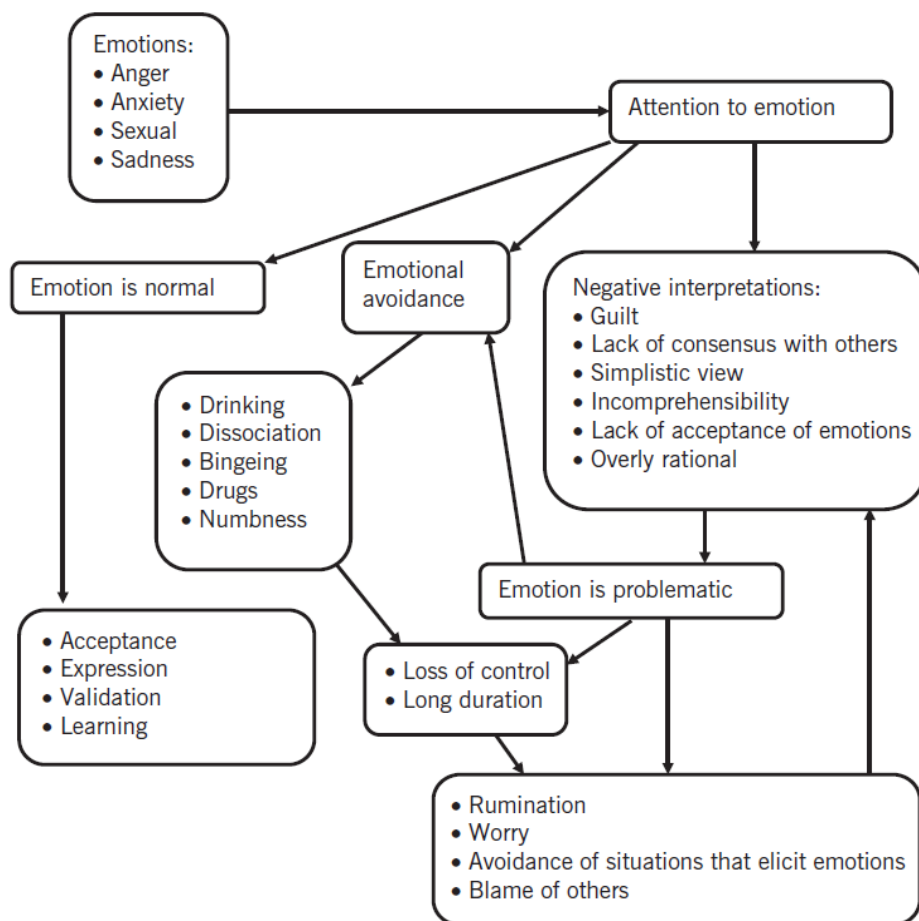 Emotions:
• Anger
• Anxiety
• Sexual
• Sadness
Attention to emotion
Emotion is normal
Emotional
avoidance
Negative interpretations:
• Guilt
• Lack of consensus with others
• Simplistic view
• Incomprehensibility
• Lack of acceptance of emotions
• Overly rational
• Drinking
• Dissociation
• Bingeing
• Drugs
• Numbness
Emotion is problematic
• Acceptance
• Expression
• Validation
• Learning
• Loss of control
• Long duration
• Rumination
• Worry
• Avoidance of situations that elicit emotions
• Blame of others